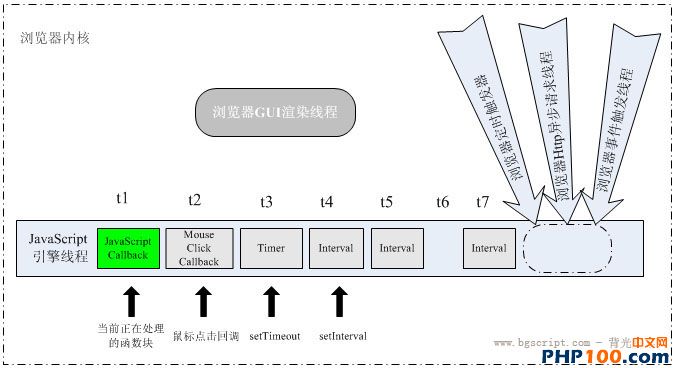 浏览器内核
浏览器GUI渲染线程
浏览器定时触发器
浏览器Http异步请求线程
浏览器事件触发线程
t1
t2
t3
t4
t5
t6
t7
JavaScript
引擎线程
JavaScript
Callback
Mouse
Click
Callback
Timer
Interval
Interval
Interval
当前正在处理
的函数块
鼠标点击回调
setTimeout
setInterval
www.bgscript.com - 背光
中文网
PHP100.com